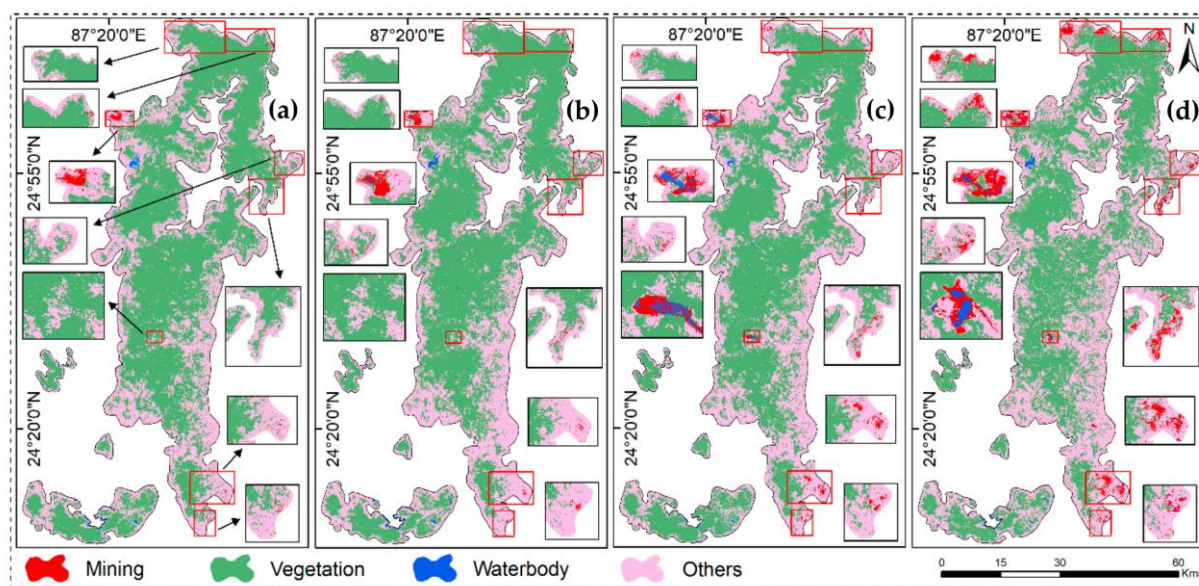 87°20'0"E 87°20'0"E 87°20'0"E 87°20'0"E
N
(a) (b) (c) (d)
24°55'0"N 24°55'0"N 24°55'0"N 24°55'0"N
24°20'0"N 24°20'0"N 24°20'0"N 24°20'0"N
Mining Vegetation Waterbody Others
0 15 30 60
Km